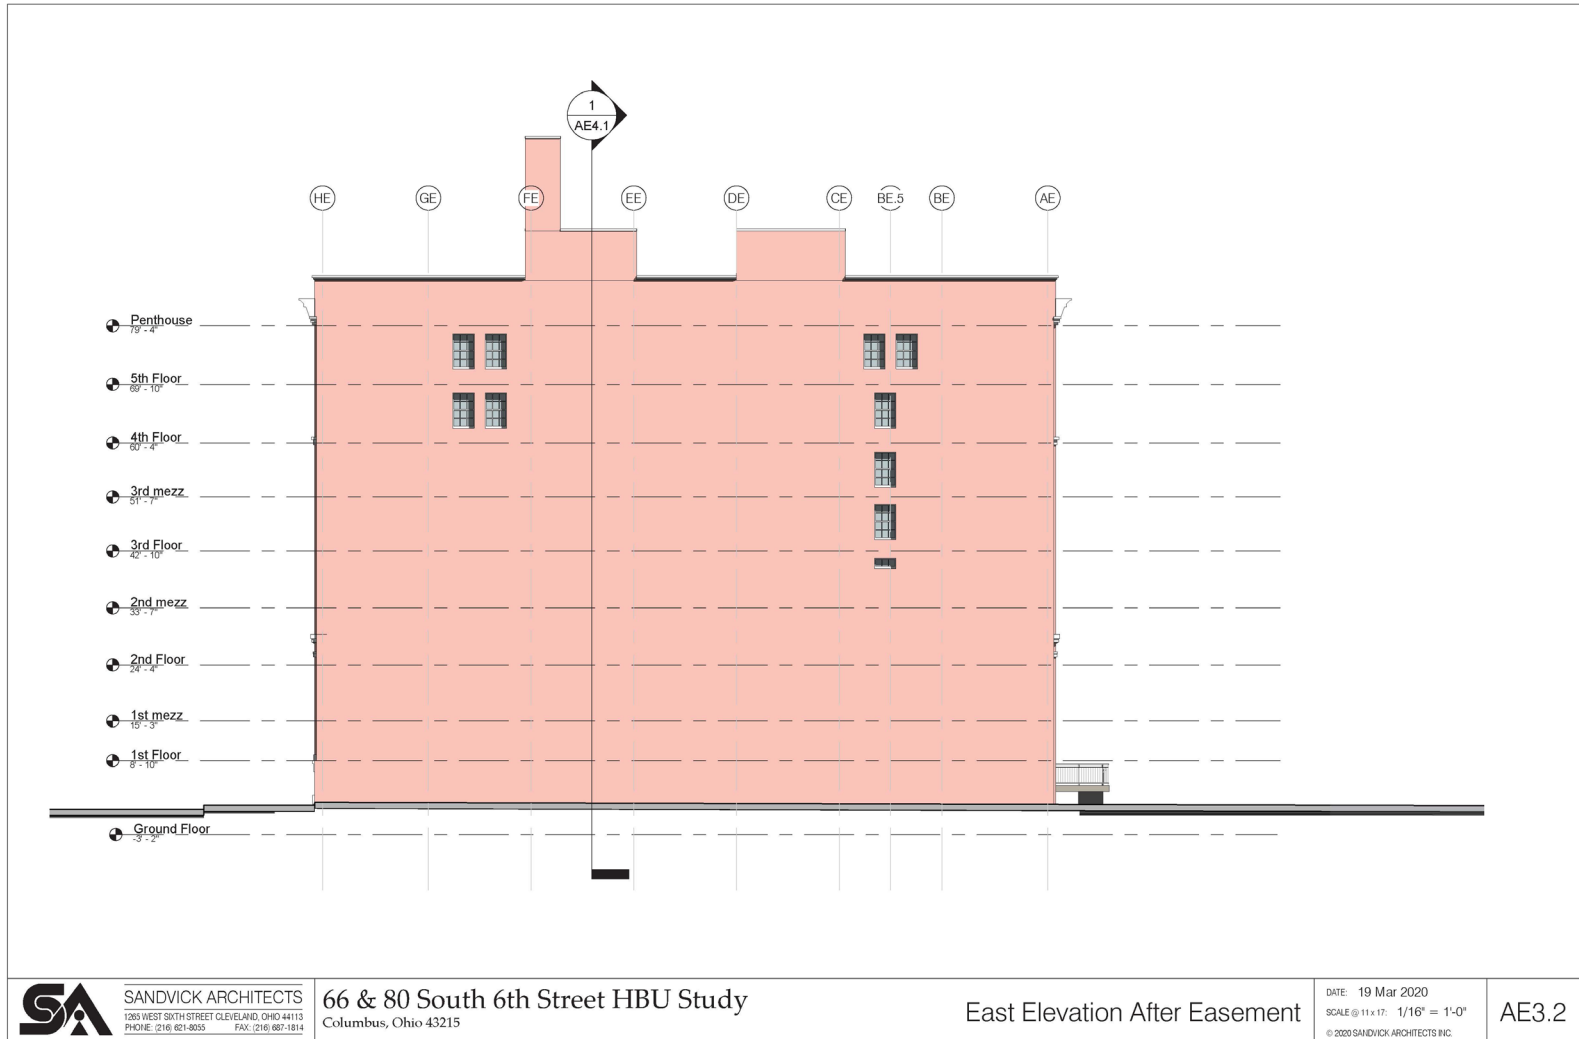 1
AE4.1
HE
GE
FE
EE
DE
CE
BE.5
BE
AE
Penthouse
79' - 4"
5th Floor
69' - 10"
4th Floor
60' - 4"
3rd mezz
51' - 7"
3rd Floor
42' - 10"
2nd mezz
33' - 7"
2nd Floor
24' - 4"
1st mezz
15' - 3"
1st Floor
8' - 10"
Ground Floor
-3' - 2"
SA
SANDVICK ARCHITECTS
1265 WEST SIXTH STREET CLEVELAND, OHIO 44113
PHONE: (216) 621-8055 FAX: (216) 687-1814
66 & 80 South 6th Street HBU Study
Columbus, Ohio 43215
East Elevation After Easement
DATE: 19 Mar 2020
SCALE @ 11 x 17: 1/16" = 1'-0"
© 2020 SANDVICK ARCHITECTS INC.
AE3.2